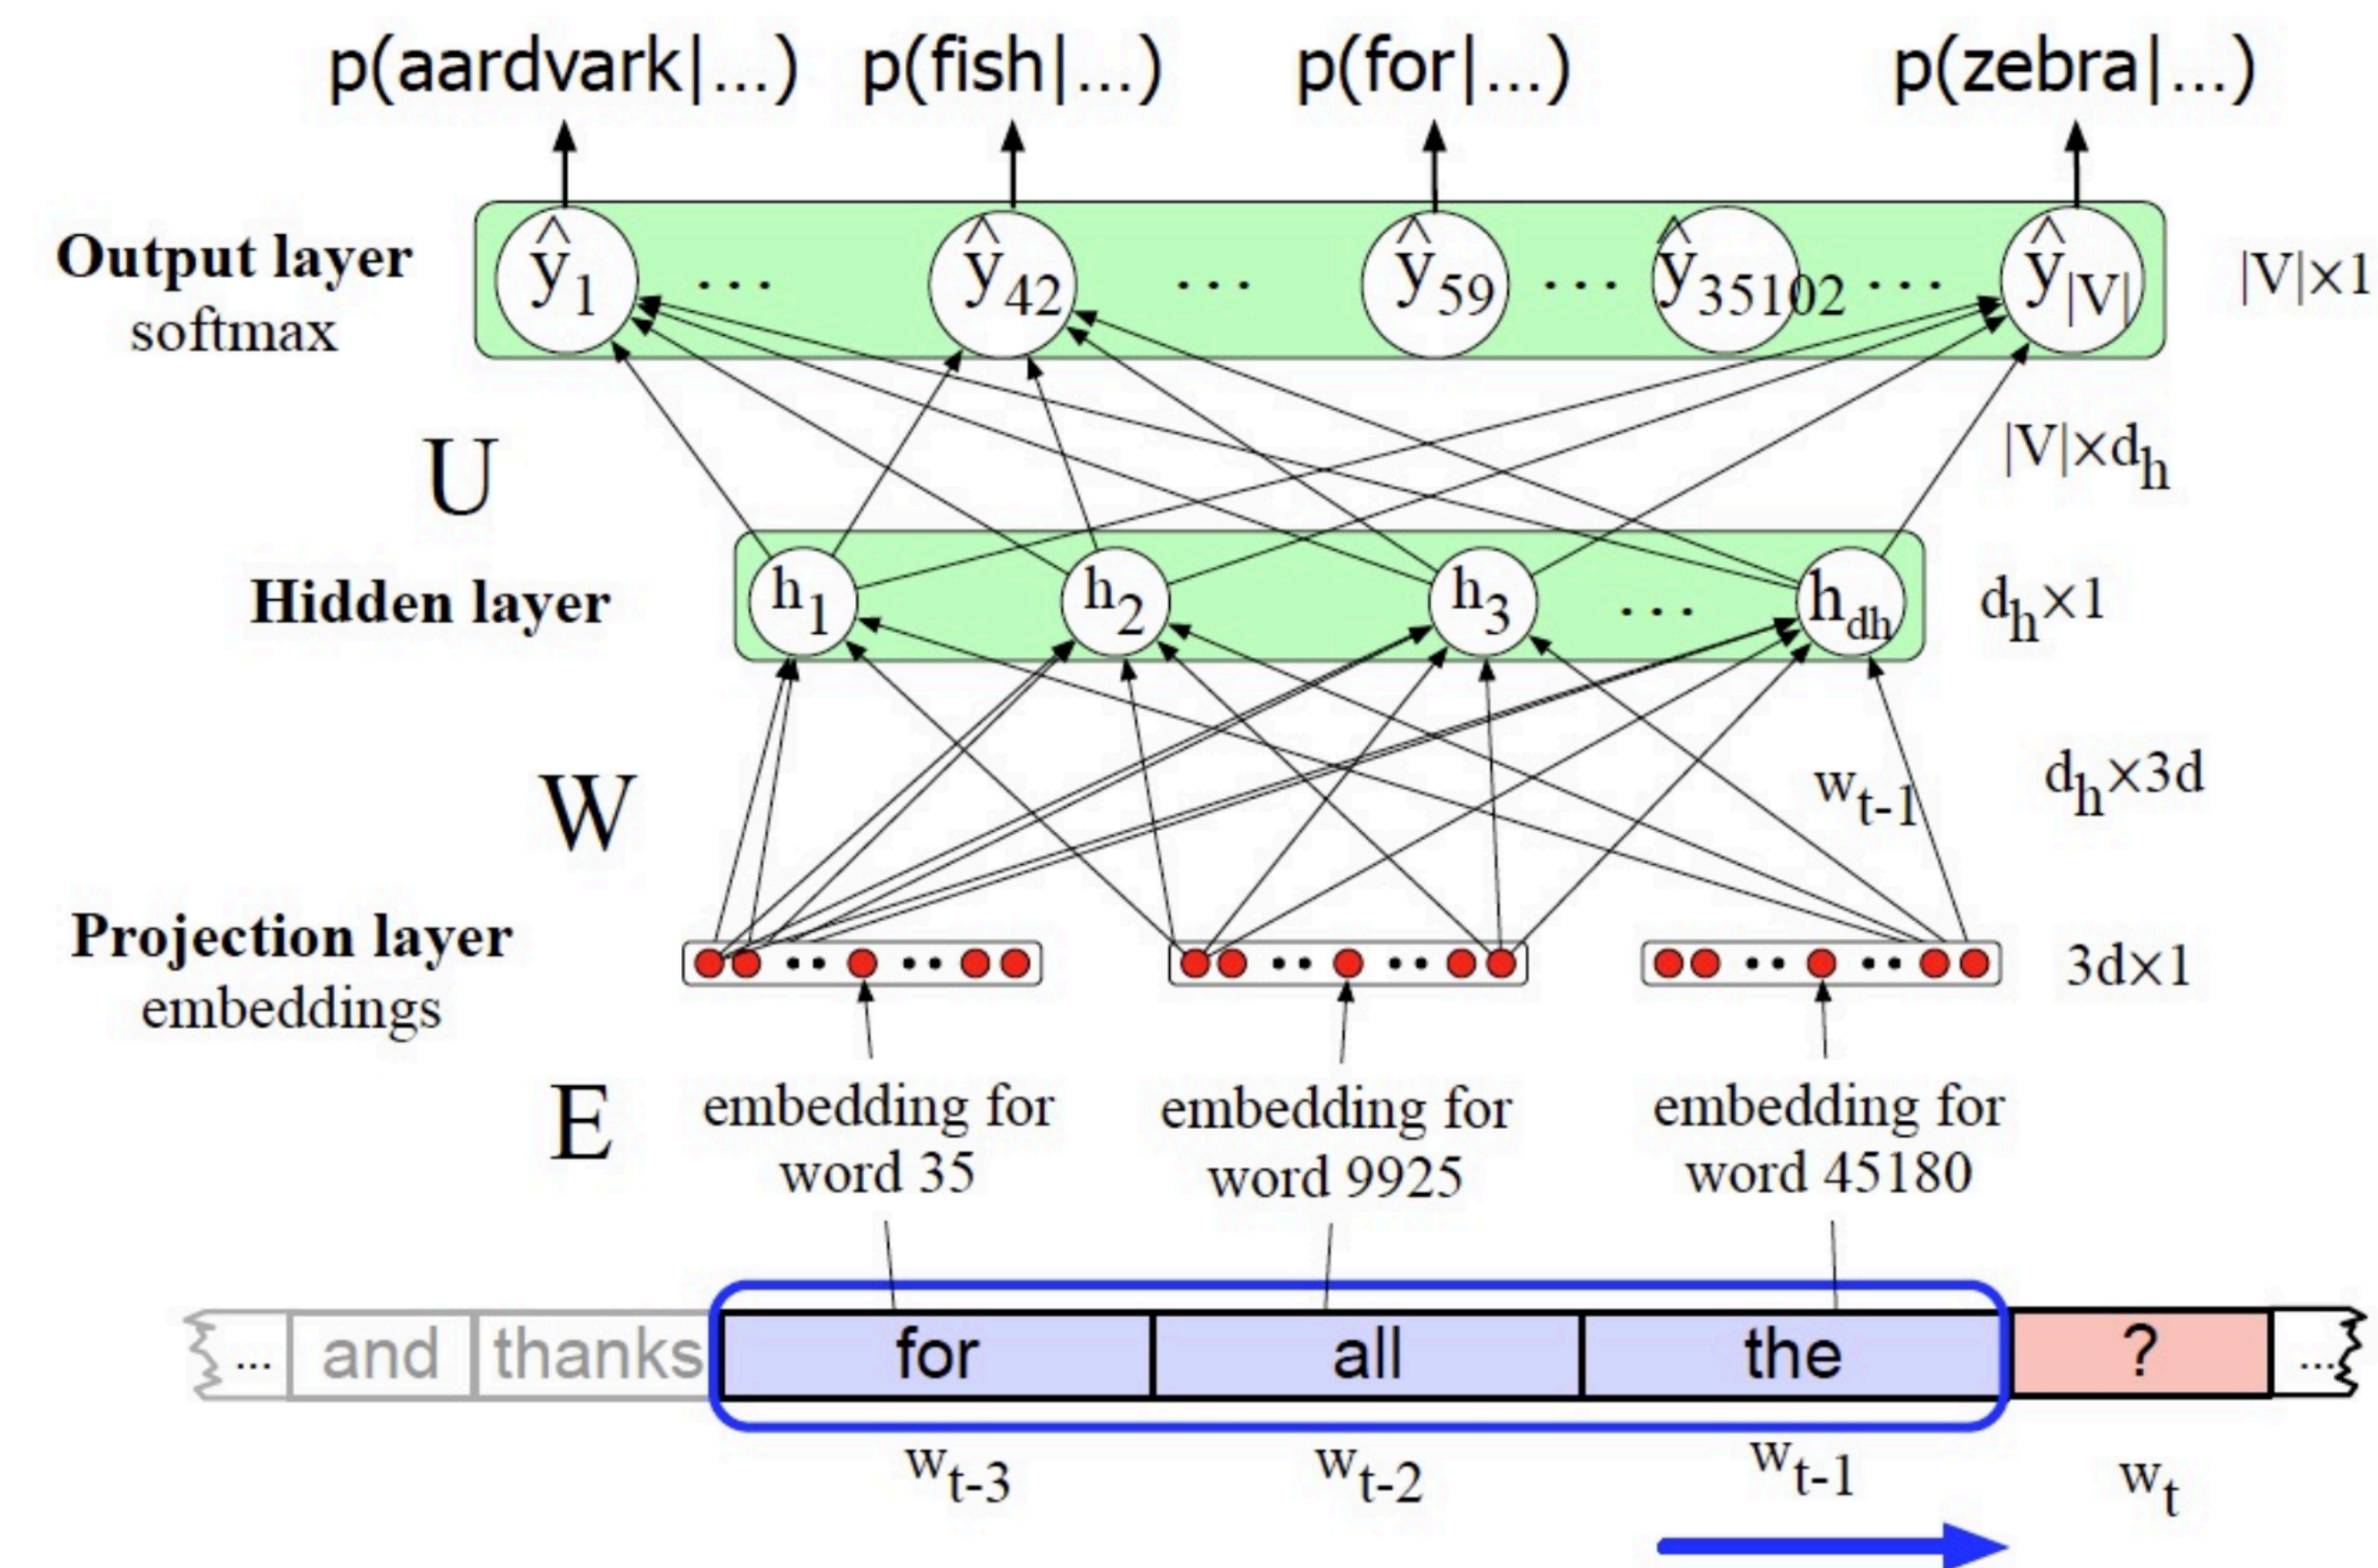 p(aardvark|...) p(fish|...) p(for|...) p(zebra|...)
Output layer
softmax
ŷ1 ... ŷ42 ... ŷ59 ... ŷ35102 ... ŷ|V|
|V|×1
U
|V|×dh
Hidden layer
h1 h2 h3 ... hdh
dh×1
W
wt-1
dh×3d
Projection layer
embeddings
3d×1
E
embedding for
word 35
embedding for
word 9925
embedding for
word 45180
... and thanks for all the ? ...
wt-3 wt-2 wt-1 wt